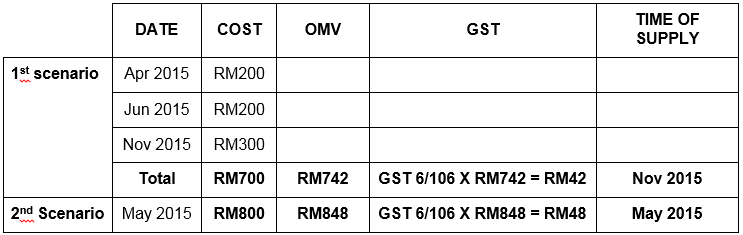 DATE COST OMV GST TIME OF SUPPLY
1st scenario Apr 2015 RM200
Jun 2015 RM200
Nov 2015 RM300
Total RM700 RM742 GST 6/106 X RM742 = RM42 Nov 2015
2nd Scenario May 2015 RM800 RM848 GST 6/106 X RM848 = RM48 May 2015